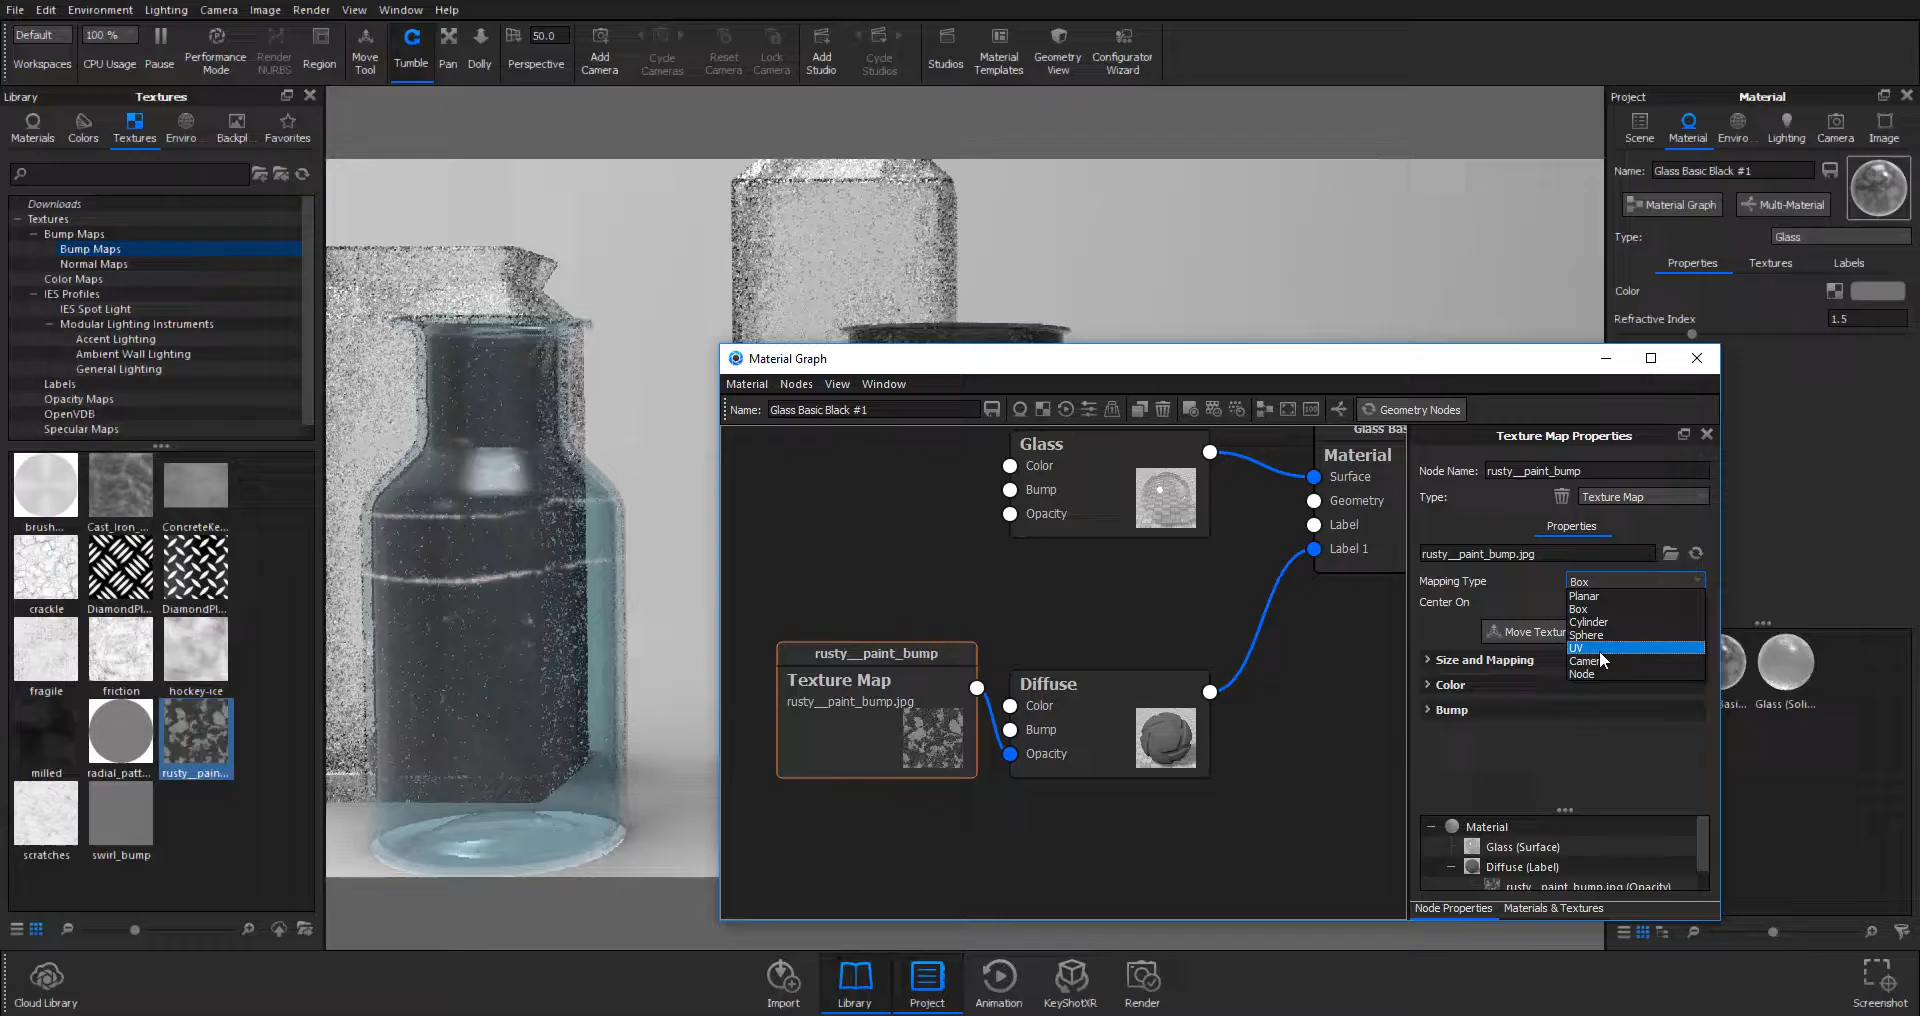 File Edit Environment Lighting Camera Image Render View Window Help
Default 100 % 50.0
Workspaces CPU Usage Pause Performance Mode Render NURBS Region Move Tool Tumble Pan Dolly Perspective Add Camera Cycle Cameras Reset Camera Lock Camera Add Studio Cycle Studios Studios Material Templates Geometry View Configurator Wizard
Library Textures
Materials Colors Textures Enviro... Backpl... Favorites
Downloads
Textures
Bump Maps
Bump Maps
Normal Maps
Color Maps
IES Profiles
IES Spot Light
Modular Lighting Instruments
Accent Lighting
Ambient Wall Lighting
General Lighting
Labels
Opacity Maps
OpenVDB
Specular Maps
brush... Cast_Iron_... ConcreteKe...
crackle DiamondPl... DiamondPl...
fragile friction hockey-ice
milled radial_patt... rusty__pain...
scratches swirl_bump
Project Material
Scene Material Enviro... Lighting Camera Image
Name: Glass Basic Black #1
Material Graph Multi-Material
Type: Glass
Properties Textures Labels
Color
Refractive Index 1.5
Glass (Soli...
Material Graph
Material Nodes View Window
Name: Glass Basic Black #1 100 Geometry Nodes
Glass
Color
Bump
Opacity
Glass Bas
Material
Surface
Geometry
Label
Label 1
rusty__paint_bump
Texture Map
rusty__paint_bump.jpg
Diffuse
Color
Bump
Opacity
Texture Map Properties
Node Name: rusty__paint_bump
Type: Texture Map
Properties
rusty__paint_bump.jpg
Mapping Type Box
Planar
Box
Center On
Cylinder
Sphere
Move Textur
UV
Camer
Node
Size and Mapping
Color
Bump
Material
Glass (Surface)
Diffuse (Label)
rusty__paint_bump.jpg (Opacity)
Node Properties Materials & Textures
Cloud Library Import Library Project Animation KeyShotXR Render Screenshot